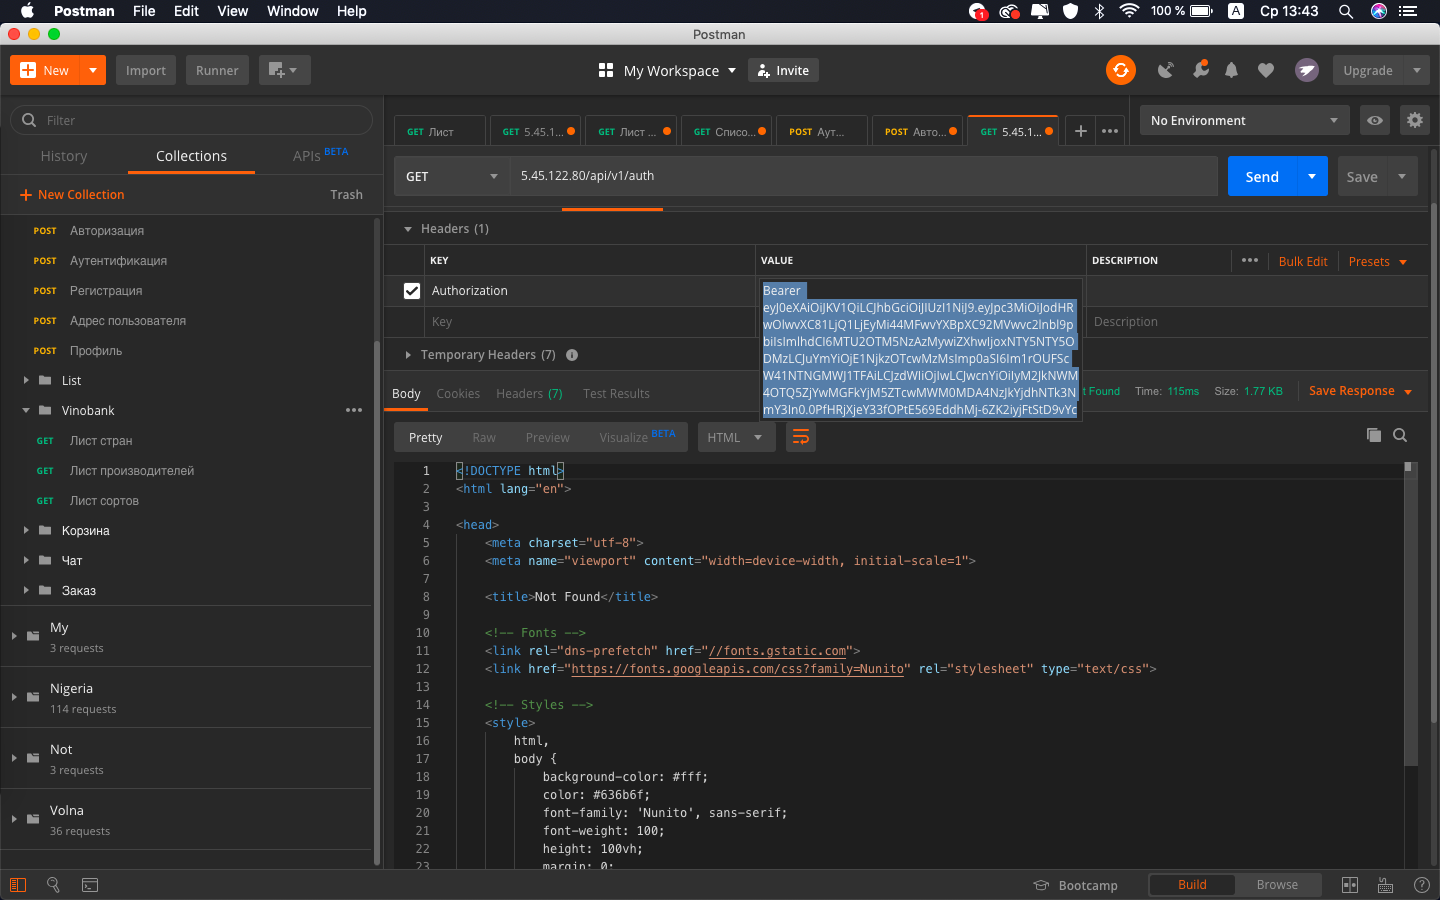 Postman File Edit View Window Help 1 100 % A Ср 13:43
Postman
New Import Runner My Workspace Invite Upgrade
Filter
History Collections APIs BETA
New Collection Trash
POST Авторизация
POST Аутентификация
POST Регистрация
POST Адрес пользователя
POST Профиль
List
Vinobank
GET Лист стран
GET Лист производителей
GET Лист сортов
Корзина
Чат
Заказ
My
3 requests
Nigeria
114 requests
Not
3 requests
Volna
36 requests
GET Лист GET 5.45.1... GET Лист ... GET Списо... POST Аут... POST Авто... GET 5.45.1...
No Environment
GET 5.45.122.80/api/v1/auth Send Save
Headers (1)
KEY VALUE DESCRIPTION Bulk Edit Presets
Authorization
Bearer
Key Description
Temporary Headers (7)
Body Cookies Headers (7) Test Results t Found Time: 115ms Size: 1.77 KB Save Response
Pretty Raw Preview Visualize BETA HTML
1 <!DOCTYPE html>
2 <html lang="en">
3
4 <head>
5 <meta charset="utf-8">
6 <meta name="viewport" content="width=device-width, initial-scale=1">
7
8 <title>Not Found</title>
9
10 <!-- Fonts -->
11 <link rel="dns-prefetch" href="//fonts.gstatic.com">
12 <link href="https://fonts.googleapis.com/css?family=Nunito" rel="stylesheet" type="text/css">
13
14 <!-- Styles -->
15 <style>
16 html,
17 body {
18 background-color: #fff;
19 color: #636b6f;
20 font-family: 'Nunito', sans-serif;
21 font-weight: 100;
22 height: 100vh;
23 margin: 0;
Bootcamp Build Browse